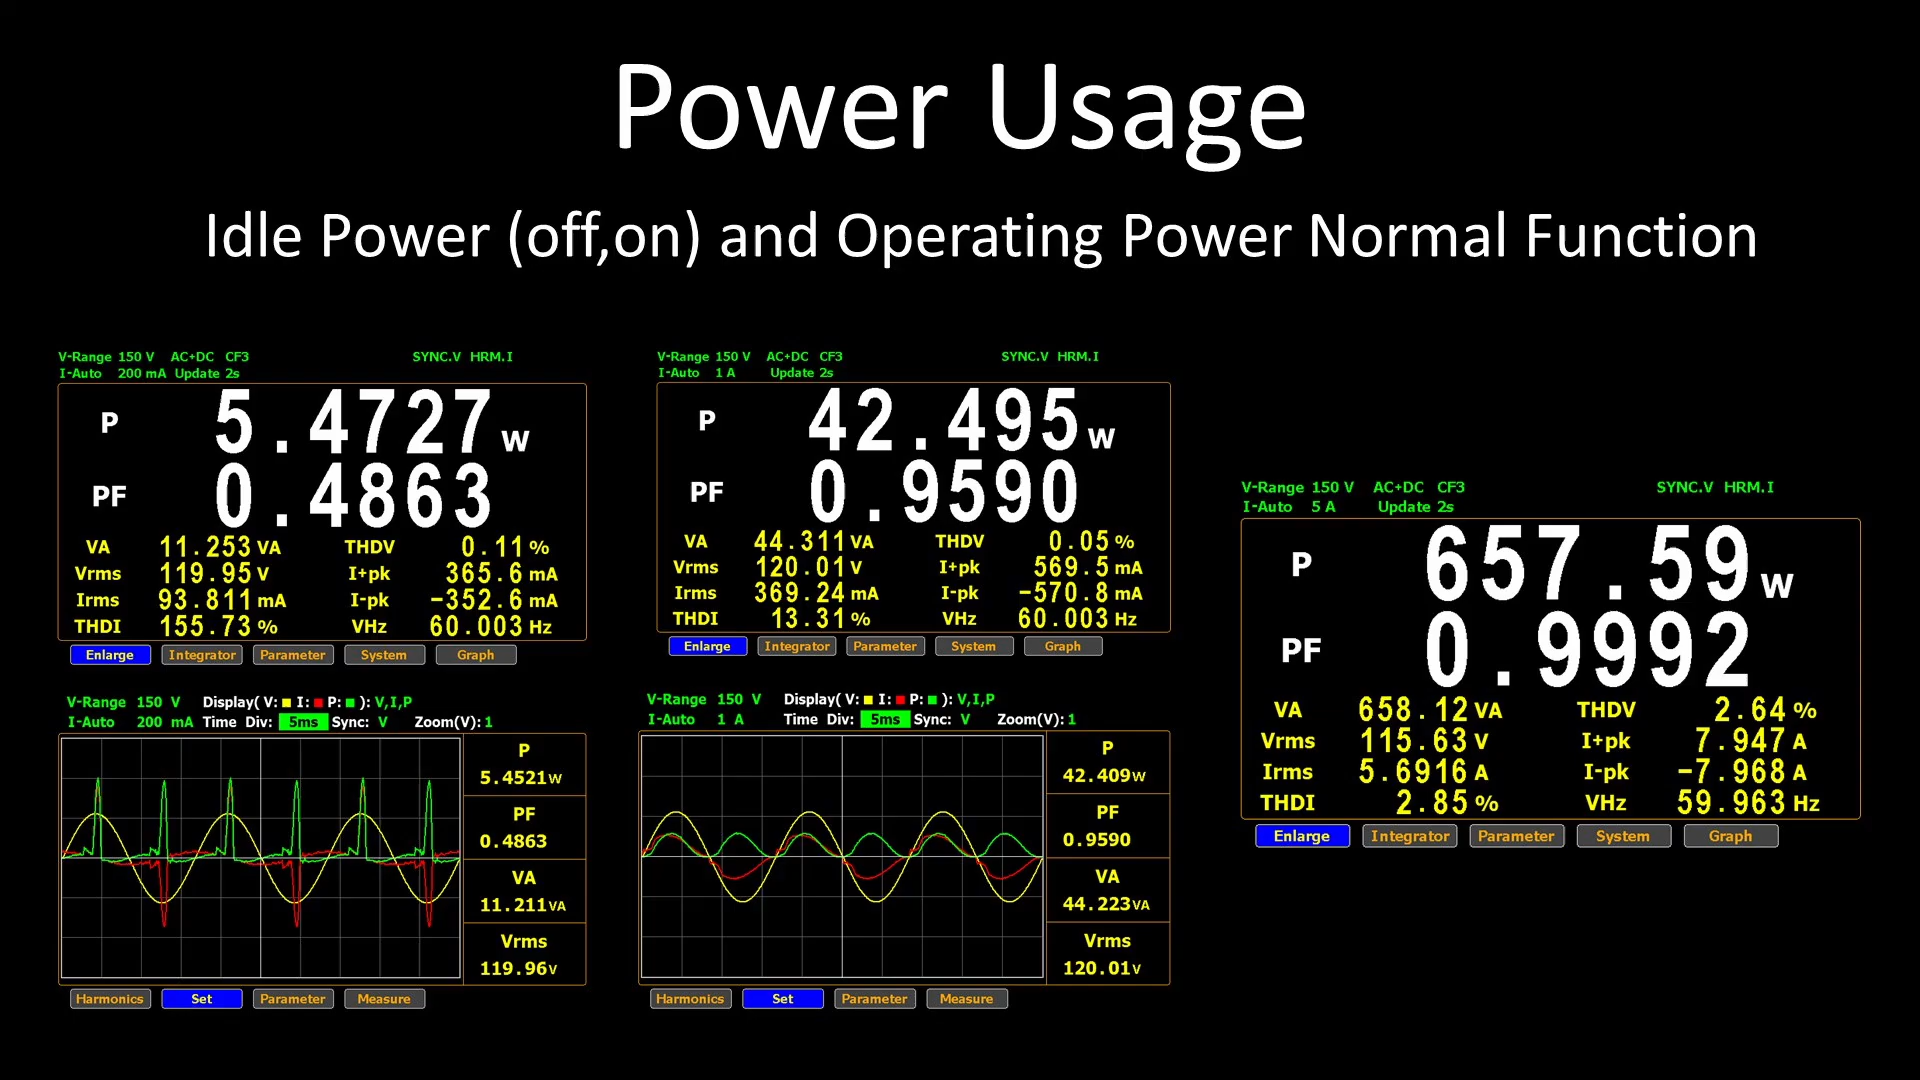 Power Usage
Idle Power (off,on) and Operating Power Normal Function
V-Range 150 V AC+DC CF3 SYNC.V HRM.I
I-Auto 200 mA Update 2s
P 5.4727 W
PF 0.4863
VA 11.253 VA THDV 0.11 %
Vrms 119.95 V I+pk 365.6 mA
Irms 93.811 mA I-pk -352.6 mA
THDI 155.73 % VHz 60.003 Hz
Enlarge Integrator Parameter System Graph
V-Range 150 V Display( V: I: P: ): V,I,P
I-Auto 200 mA Time Div: 5ms Sync: V Zoom(V): 1
P
5.4521W
PF
0.4863
VA
11.211VA
Vrms
119.96V
Harmonics Set Parameter Measure
V-Range 150 V AC+DC CF3 SYNC.V HRM.I
I-Auto 1 A Update 2s
P 42.495 W
PF 0.9590
VA 44.311 VA THDV 0.05 %
Vrms 120.01 V I+pk 569.5 mA
Irms 369.24 mA I-pk -570.8 mA
THDI 13.31 % VHz 60.003 Hz
Enlarge Integrator Parameter System Graph
V-Range 150 V Display( V: I: P: ): V,I,P
I-Auto 1 A Time Div: 5ms Sync: V Zoom(V): 1
P
42.409W
PF
0.9590
VA
44.223VA
Vrms
120.01V
Harmonics Set Parameter Measure
V-Range 150 V AC+DC CF3 SYNC.V HRM.I
I-Auto 5 A Update 2s
P 657.59 W
PF 0.9992
VA 658.12 VA THDV 2.64 %
Vrms 115.63 V I+pk 7.947 A
Irms 5.6916 A I-pk -7.968 A
THDI 2.85 % VHz 59.963 Hz
Enlarge Integrator Parameter System Graph